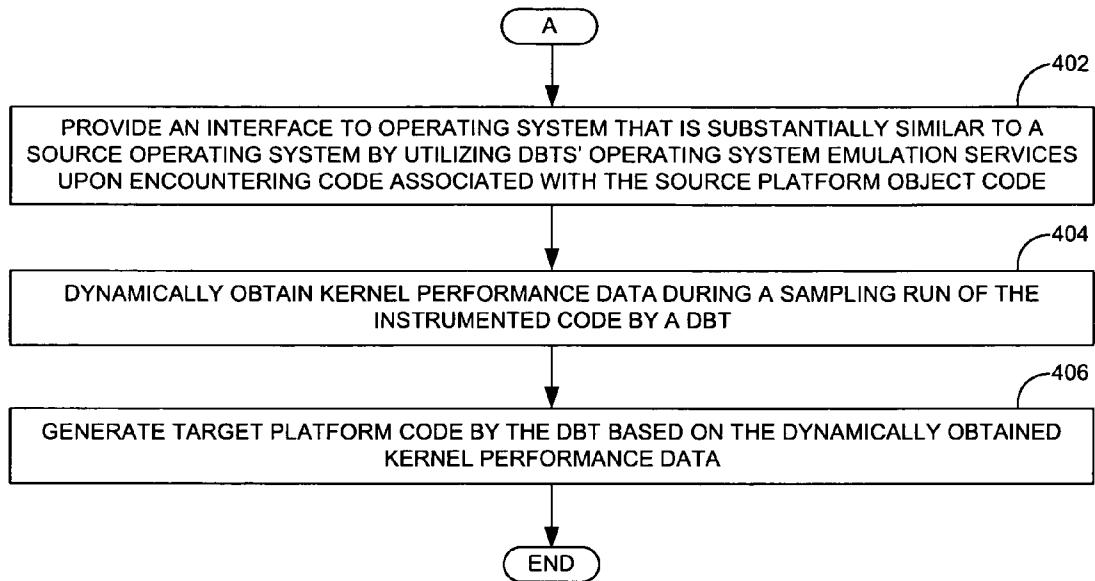 A
402
PROVIDE AN INTERFACE TO OPERATING SYSTEM THAT IS SUBSTANTIALLY SIMILAR TO A
SOURCE OPERATING SYSTEM BY UTILIZING DBTS' OPERATING SYSTEM EMULATION SERVICES
UPON ENCOUNTERING CODE ASSOCIATED WITH THE SOURCE PLATFORM OBJECT CODE
404
DYNAMICALLY OBTAIN KERNEL PERFORMANCE DATA DURING A SAMPLING RUN OF THE
INSTRUMENTED CODE BY A DBT
406
GENERATE TARGET PLATFORM CODE BY THE DBT BASED ON THE DYNAMICALLY OBTAINED
KERNEL PERFORMANCE DATA
END